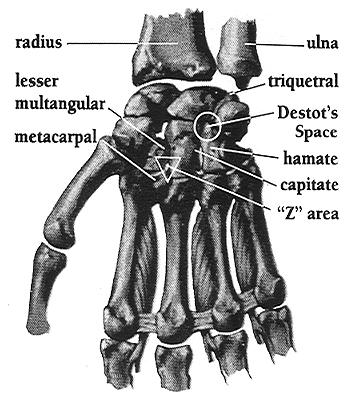 radius
ulna
lesser
multangular
metacarpal
triquetral
Destot's
Space
hamate
capitate
“Z” area